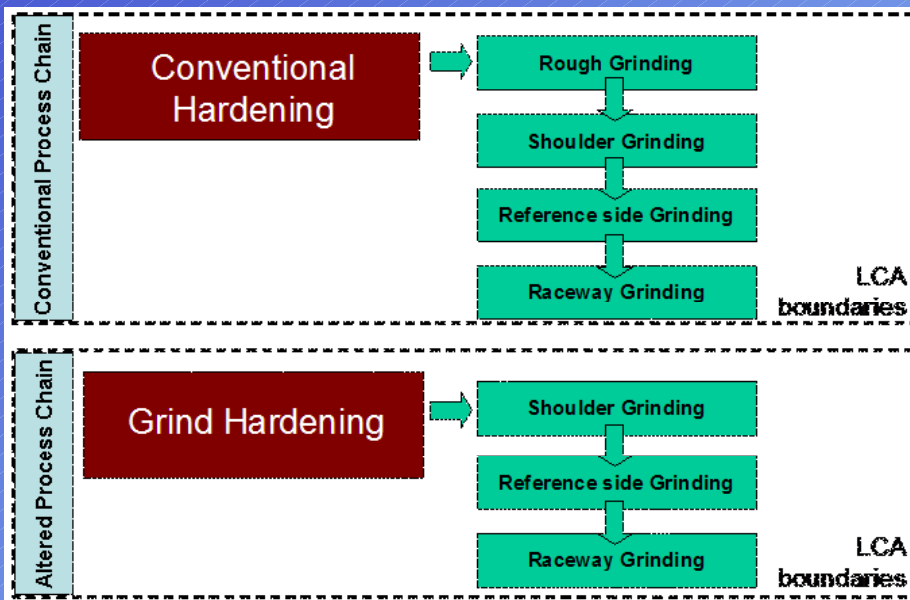 Conventional Process Chain
Conventional
Hardening
Rough Grinding
Shoulder Grinding
Reference side Grinding
Raceway Grinding
LCA
boundaries
Altered Process Chain
Grind Hardening
Shoulder Grinding
Reference side Grinding
Raceway Grinding
LCA
boundaries